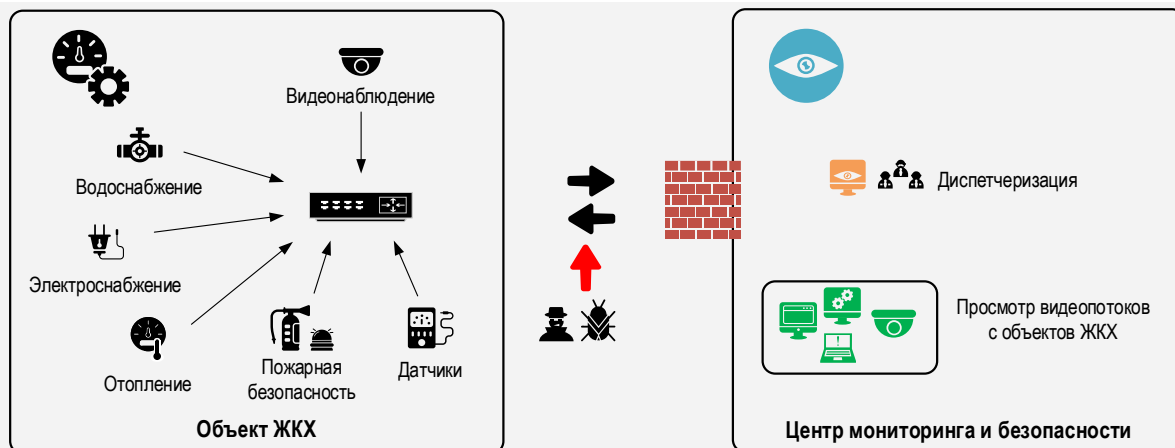 Видеонаблюдение
Водоснабжение
Электроснабжение
Отопление
Пожарная
безопасность
Датчики
Объект ЖКХ
Диспетчеризация
Просмотр видеопотоков
с объектов ЖКХ
Центр мониторинга и безопасности